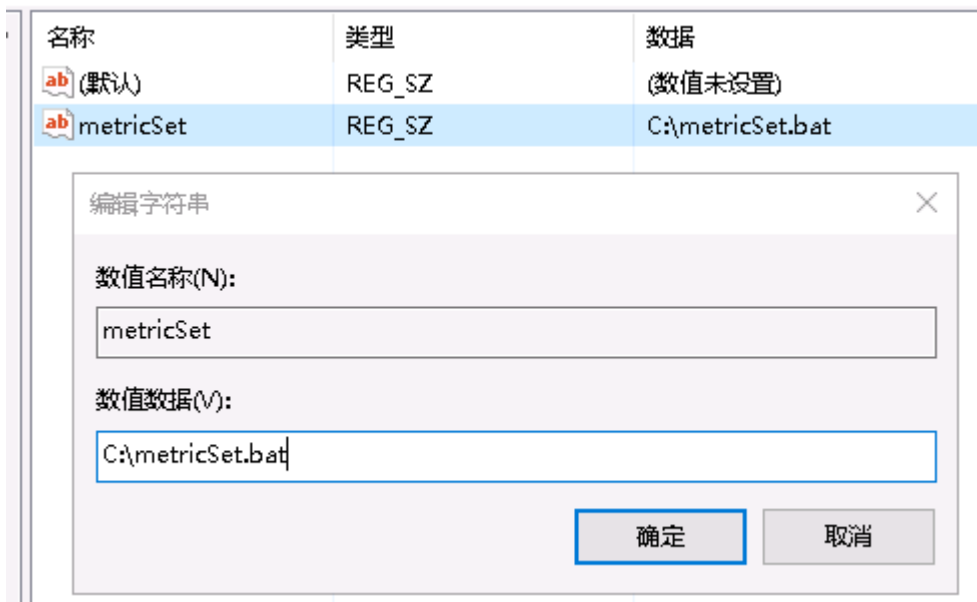 名称 类型 数据
ab (默认) REG_SZ (数值未设置)
ab metricSet REG_SZ C:\metricSet.bat
编辑字符串
数值名称(N):
metricSet
数值数据(V):
C:\metricSet.bat
确定 取消